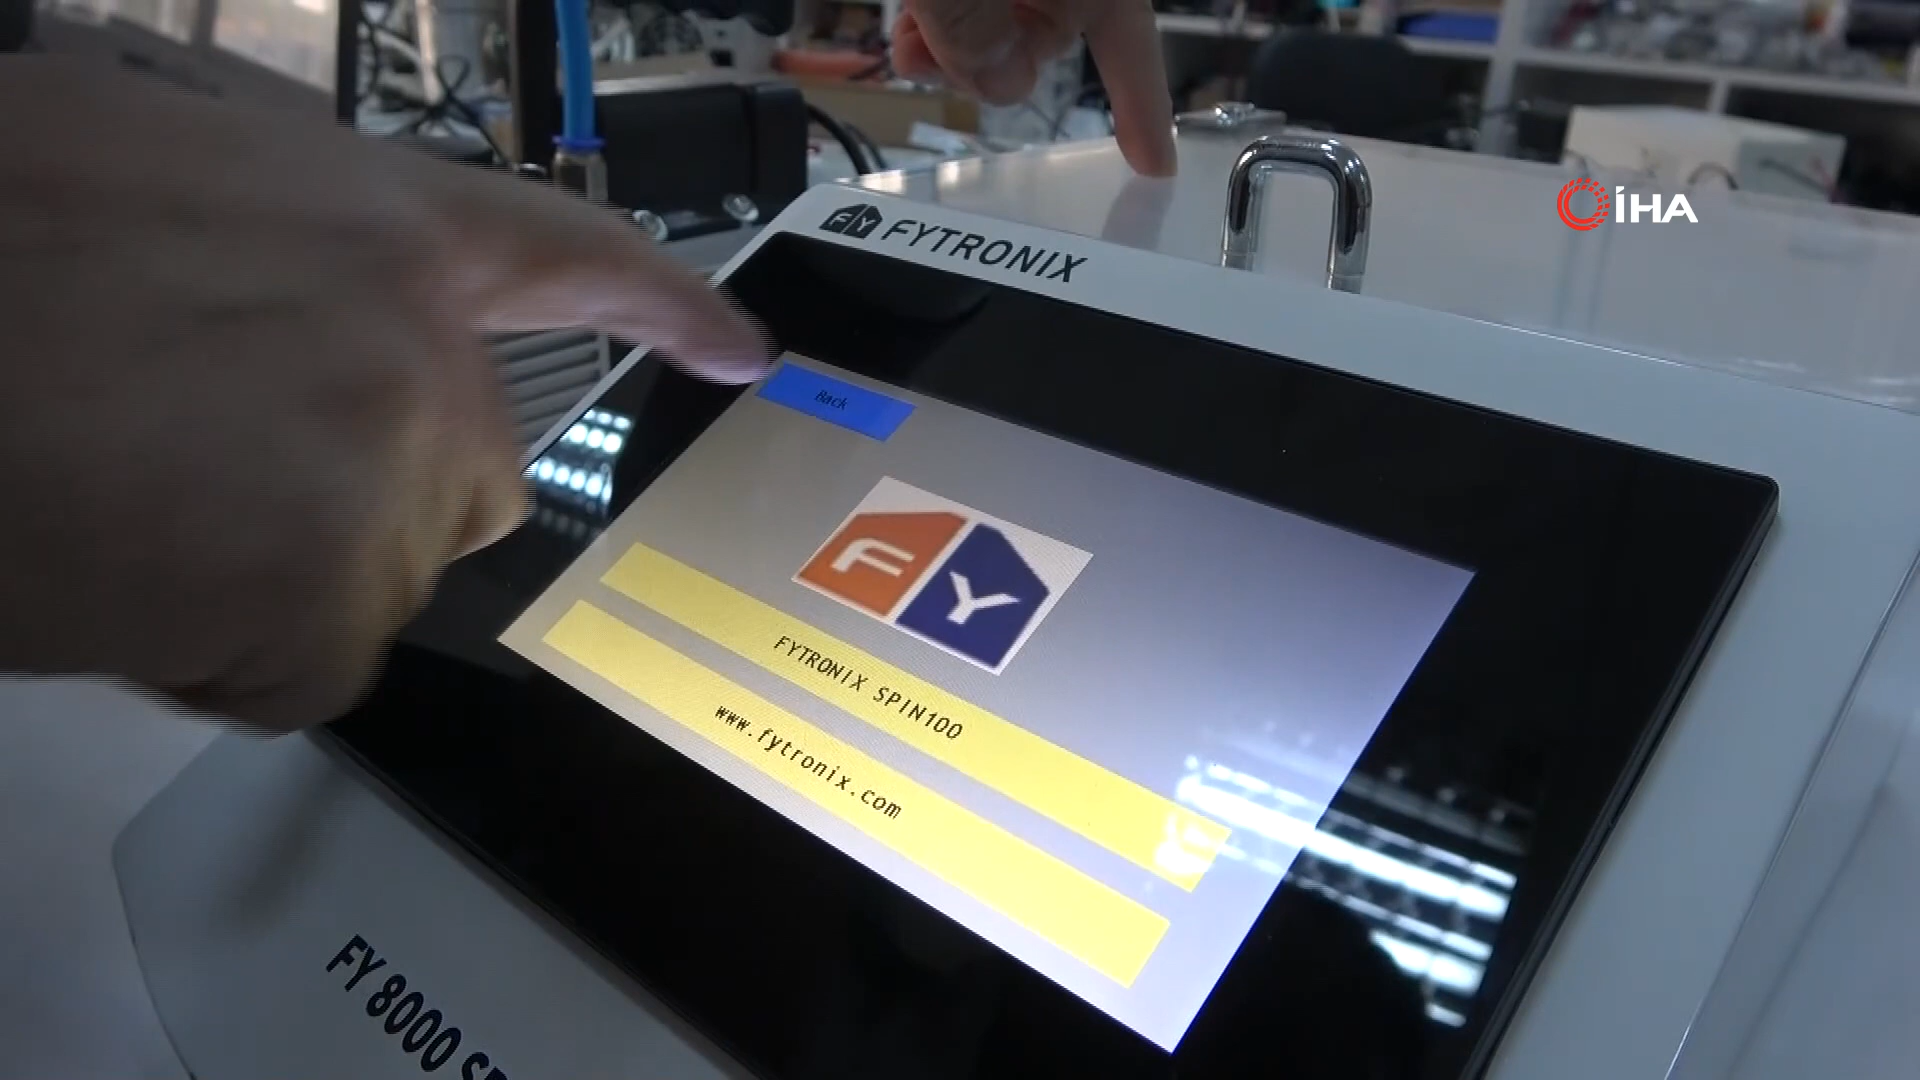 İHA
FY FYTRONIX
Back
F Y
FYTRONIX SPIN100
www.fytronix.com
FY 8000